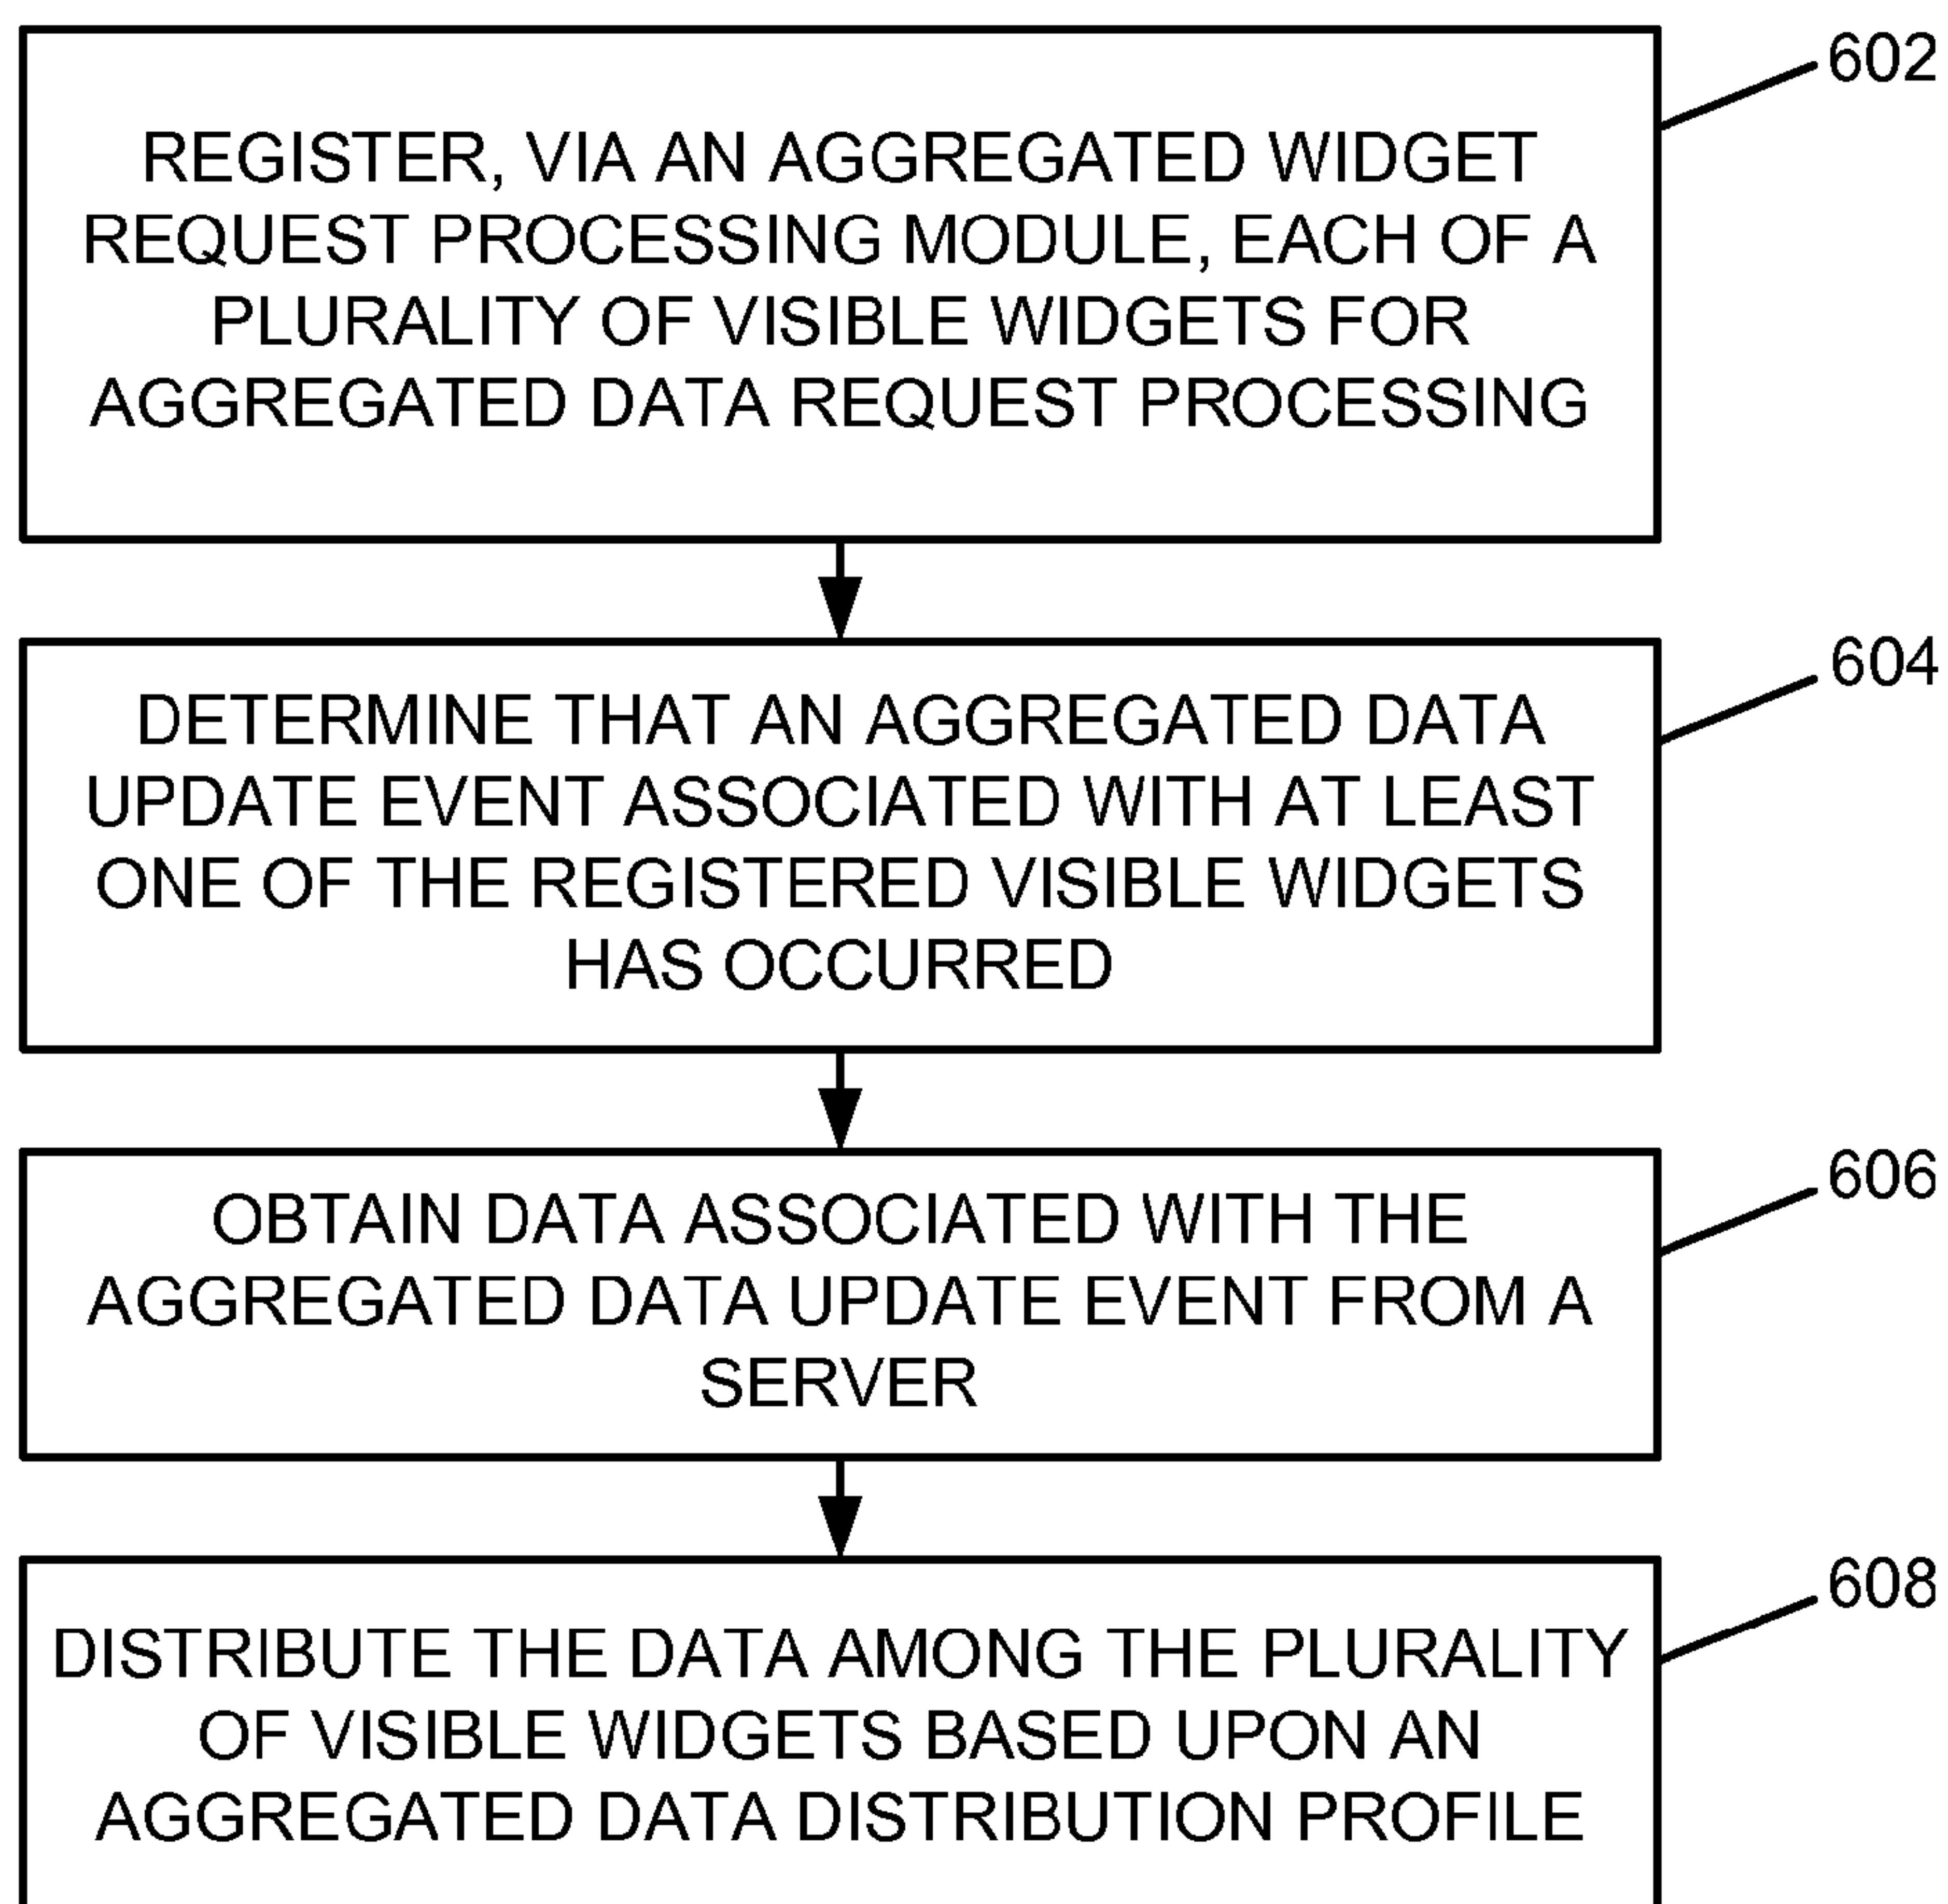 602
REGISTER, VIA AN AGGREGATED WIDGET
REQUEST PROCESSING MODULE, EACH OF A
PLURALITY OF VISIBLE WIDGETS FOR
AGGREGATED DATA REQUEST PROCESSING
604
DETERMINE THAT AN AGGREGATED DATA
UPDATE EVENT ASSOCIATED WITH AT LEAST
ONE OF THE REGISTERED VISIBLE WIDGETS
HAS OCCURRED
606
OBTAIN DATA ASSOCIATED WITH THE
AGGREGATED DATA UPDATE EVENT FROM A
SERVER
608
DISTRIBUTE THE DATA AMONG THE PLURALITY
OF VISIBLE WIDGETS BASED UPON AN
AGGREGATED DATA DISTRIBUTION PROFILE